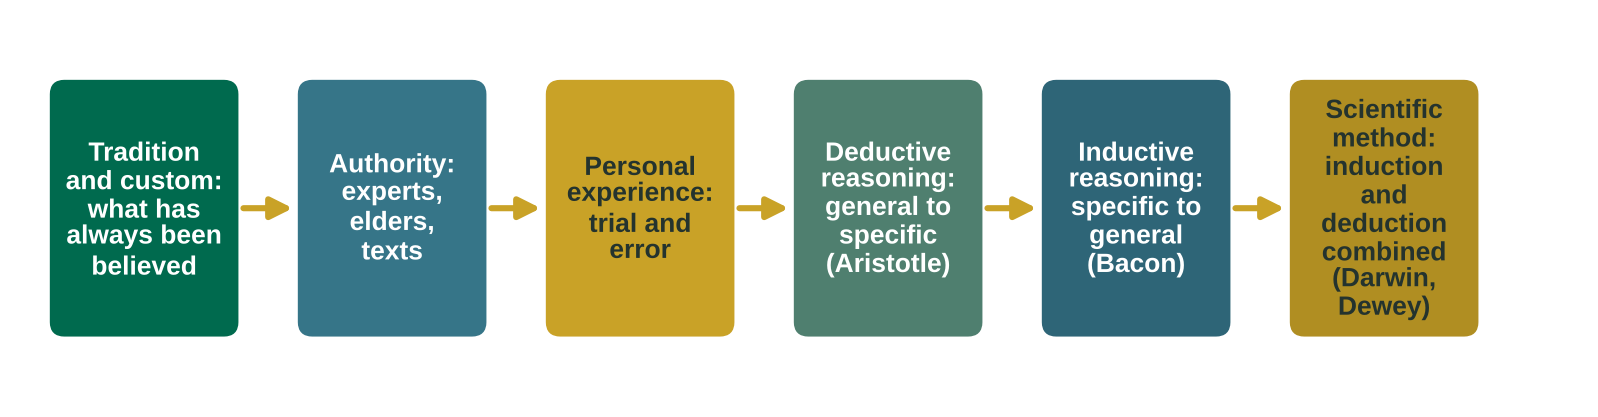 Tradition
and custom:
what has
always been
believed
Authority:
experts,
elders,
texts
Personal
experience:
trial and
error
Deductive
reasoning:
general to
specific
(Aristotle)
Inductive
reasoning:
specific to
general
(Bacon)
Scientific
method:
induction
and
deduction
combined
(Darwin,
Dewey)